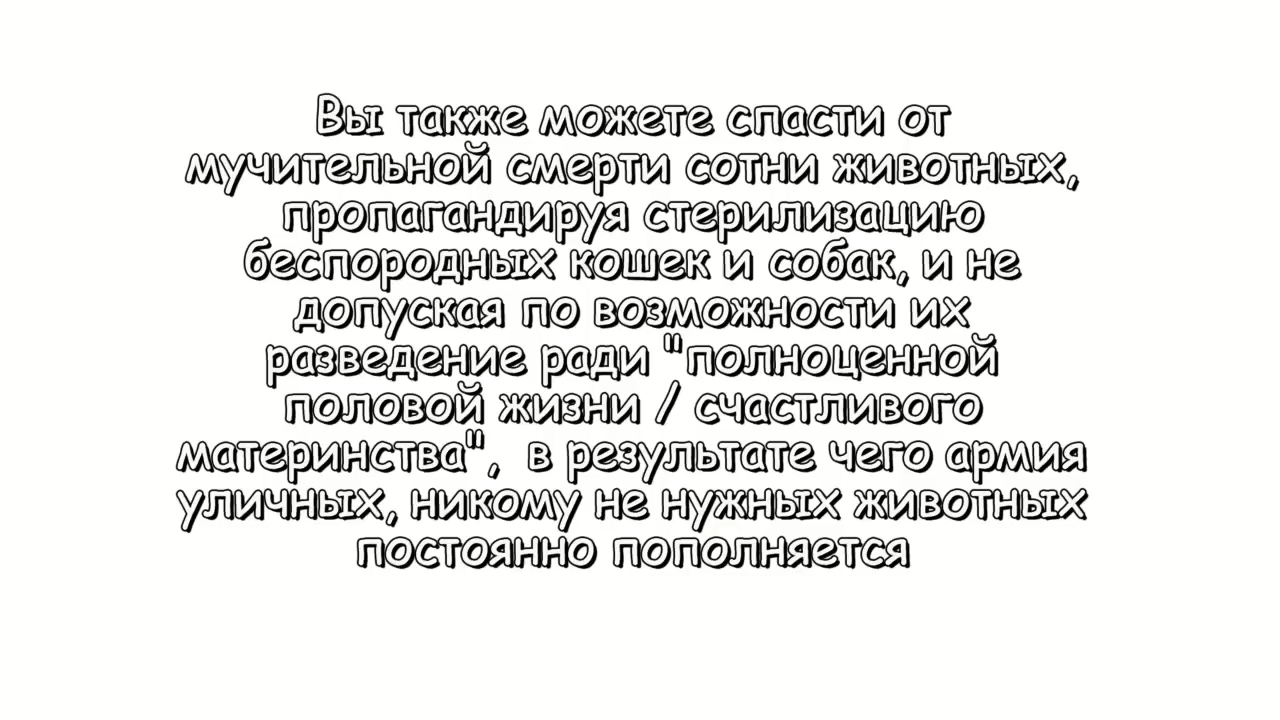 Вы также можете спасти от
мучительной смерти сотни животных,
пропагандируя стерилизацию
беспородных кошек и собак, и не
допуская по возможности их
разведение ради "полноценной
половой жизни / счастливого
материнства",  в результате чего армия
уличных, никому не нужных животных
постоянно пополняется